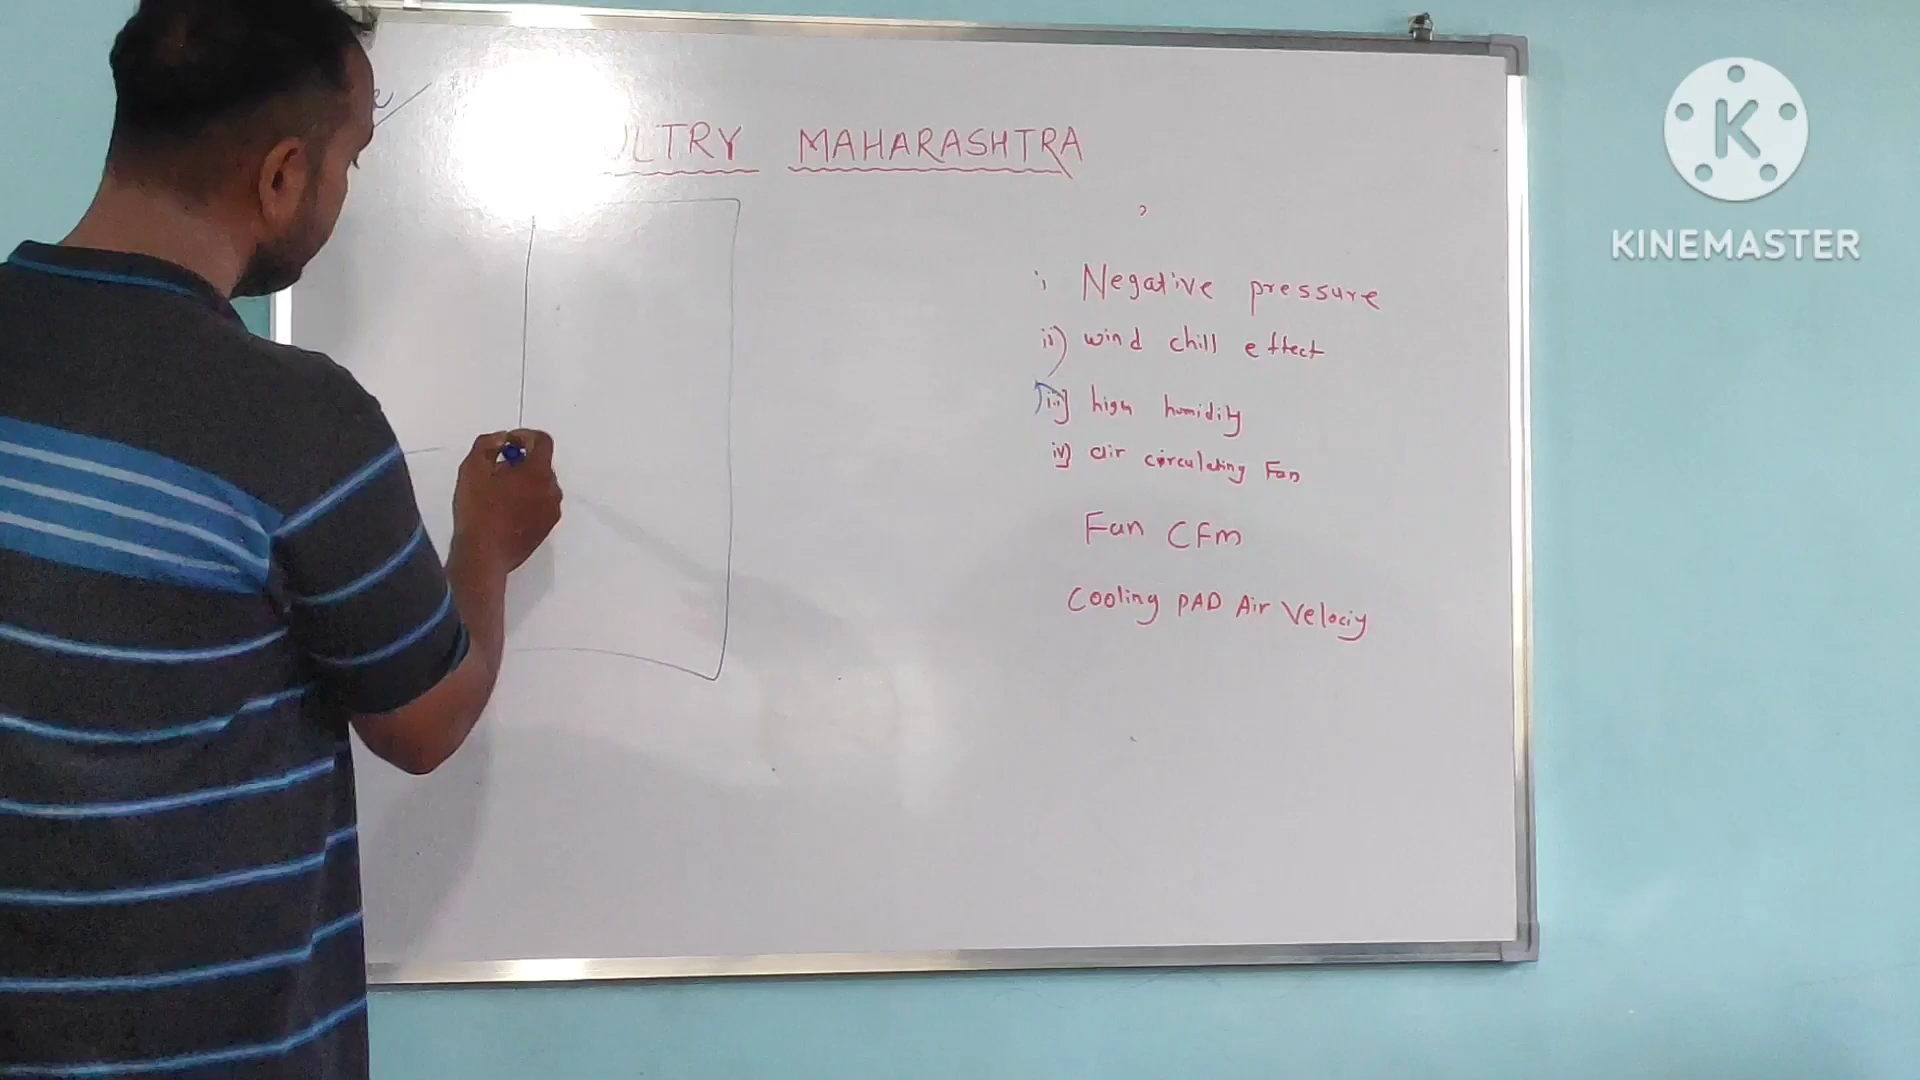 ULTRY MAHARASHTRA
i, Negative pressure
ii) wind chill effect
iii] high humidity
iv] air circulating Fan
Fan CFm
Cooling PAD Air Velociy
KINEMASTER